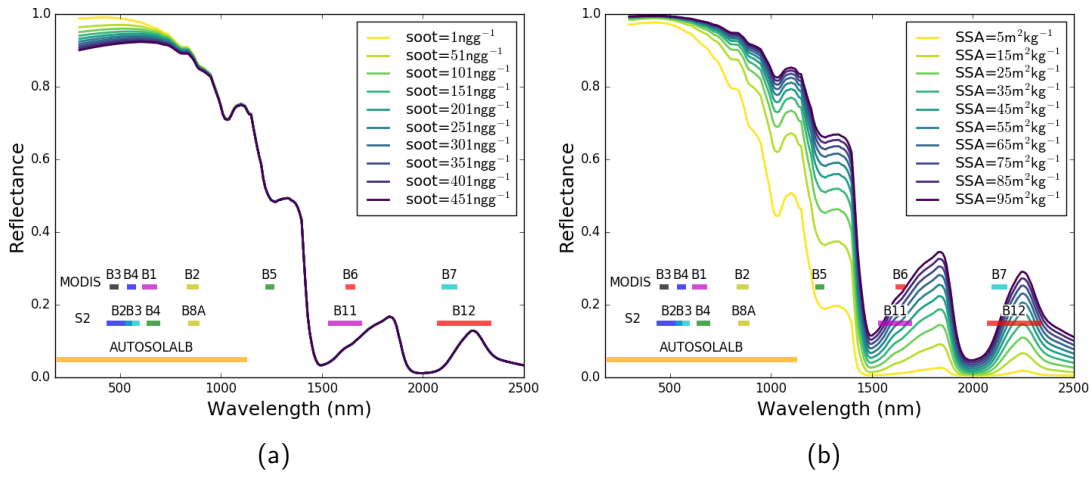 1.0
0.8
0.6
0.4
0.2
0.0
Reflectance
soot=1ngg⁻¹
soot=51ngg⁻¹
soot=101ngg⁻¹
soot=151ngg⁻¹
soot=201ngg⁻¹
soot=251ngg⁻¹
soot=301ngg⁻¹
soot=351ngg⁻¹
soot=401ngg⁻¹
soot=451ngg⁻¹
MODIS B3 B4 B1 B2 B5 B6 B7
S2 B2 B3 B4 B8A B11 B12
AUTOSOLALB
500 1000 1500 2000 2500
Wavelength (nm)
(a)
1.0
0.8
0.6
0.4
0.2
0.0
Reflectance
SSA=5m²kg⁻¹
SSA=15m²kg⁻¹
SSA=25m²kg⁻¹
SSA=35m²kg⁻¹
SSA=45m²kg⁻¹
SSA=55m²kg⁻¹
SSA=65m²kg⁻¹
SSA=75m²kg⁻¹
SSA=85m²kg⁻¹
SSA=95m²kg⁻¹
MODIS B3 B4 B1 B2 B5 B6 B7
S2 B2 B3 B4 B8A B11 B12
AUTOSOLALB
500 1000 1500 2000 2500
Wavelength (nm)
(b)